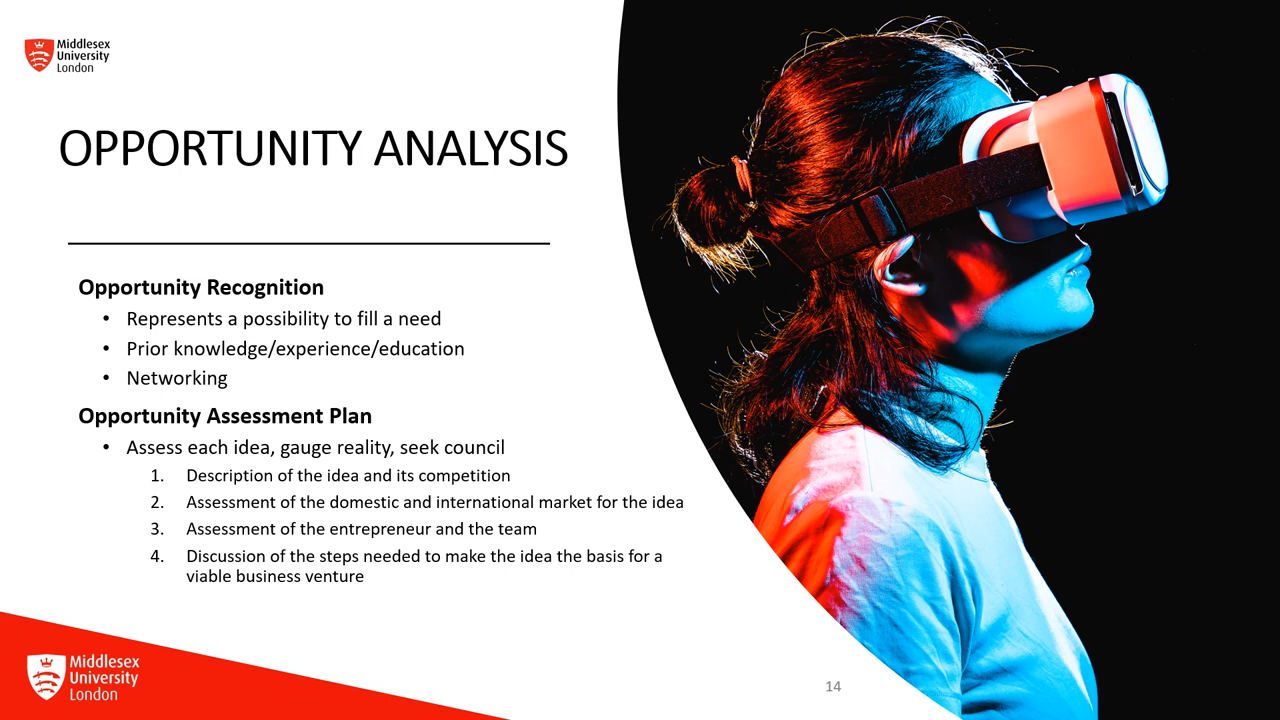 Middlesex
University
London
OPPORTUNITY ANALYSIS
Opportunity Recognition
• Represents a possibility to fill a need
• Prior knowledge/experience/education
• Networking
Opportunity Assessment Plan
• Assess each idea, gauge reality, seek council
1. Description of the idea and its competition
2. Assessment of the domestic and international market for the idea
3. Assessment of the entrepreneur and the team
4. Discussion of the steps needed to make the idea the basis for a
viable business venture
Middlesex
University
London
14